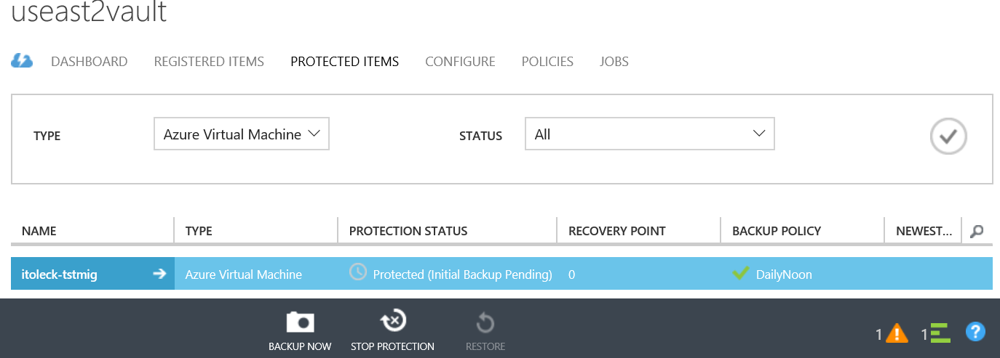 useast2vault
DASHBOARD REGISTERED ITEMS PROTECTED ITEMS CONFIGURE POLICIES JOBS
TYPE Azure Virtual Machine STATUS All
NAME TYPE PROTECTION STATUS RECOVERY POINT BACKUP POLICY NEWEST...
itoleck-tstmig Azure Virtual Machine Protected (Initial Backup Pending) 0 DailyNoon
BACKUP NOW STOP PROTECTION RESTORE 1 1 ?